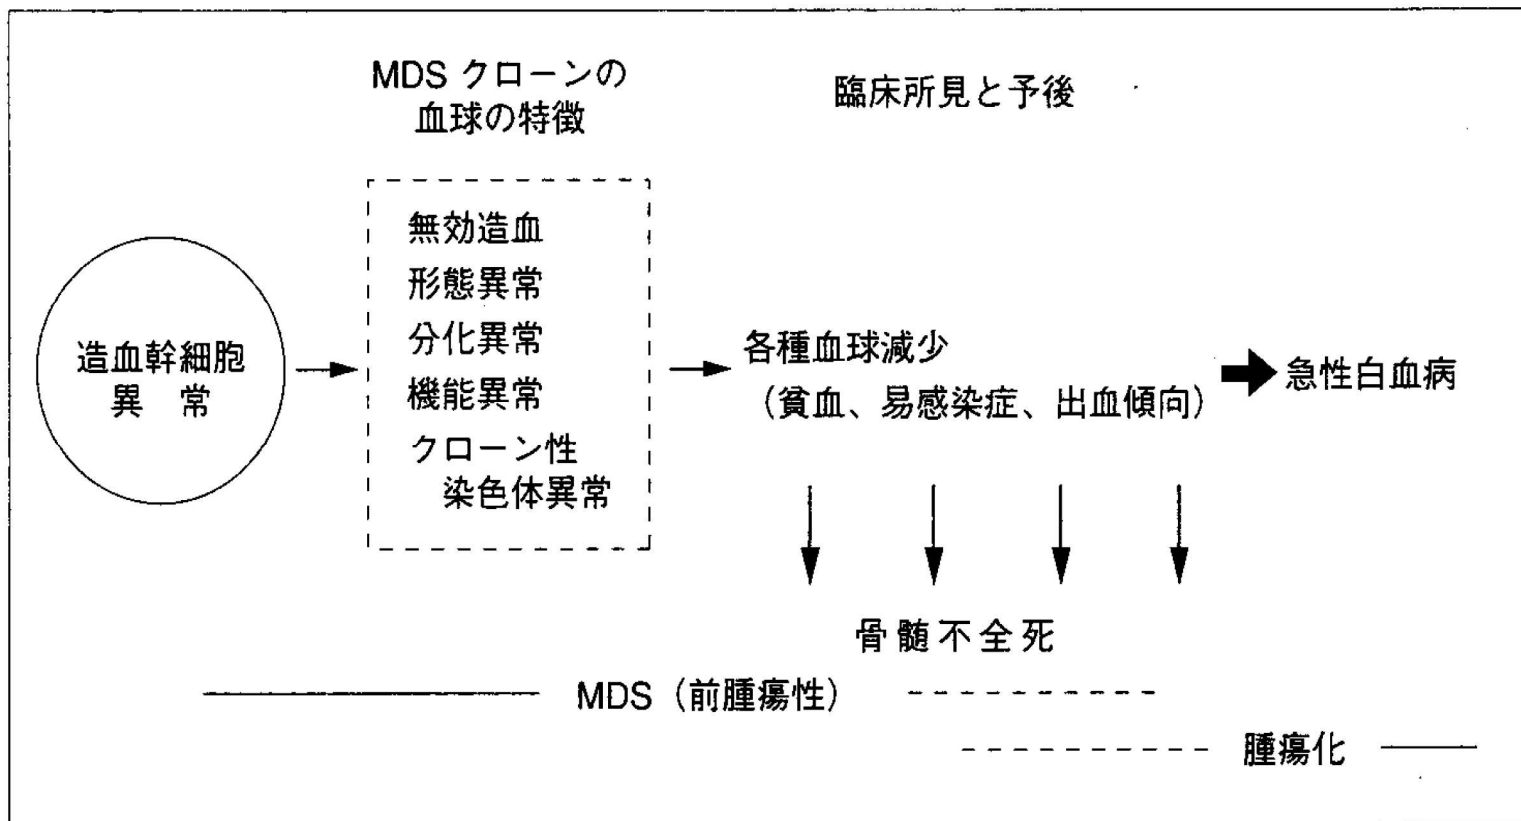 MDS クローンの
血球の特徴
臨床所見と予後
造血幹細胞
異 常
無効造血
形態異常
分化異常
機能異常
クローン性
染色体異常
各種血球減少
(貧血、易感染症、出血傾向)
急性白血病
骨髄不全死
MDS(前腫瘍性)
腫瘍化